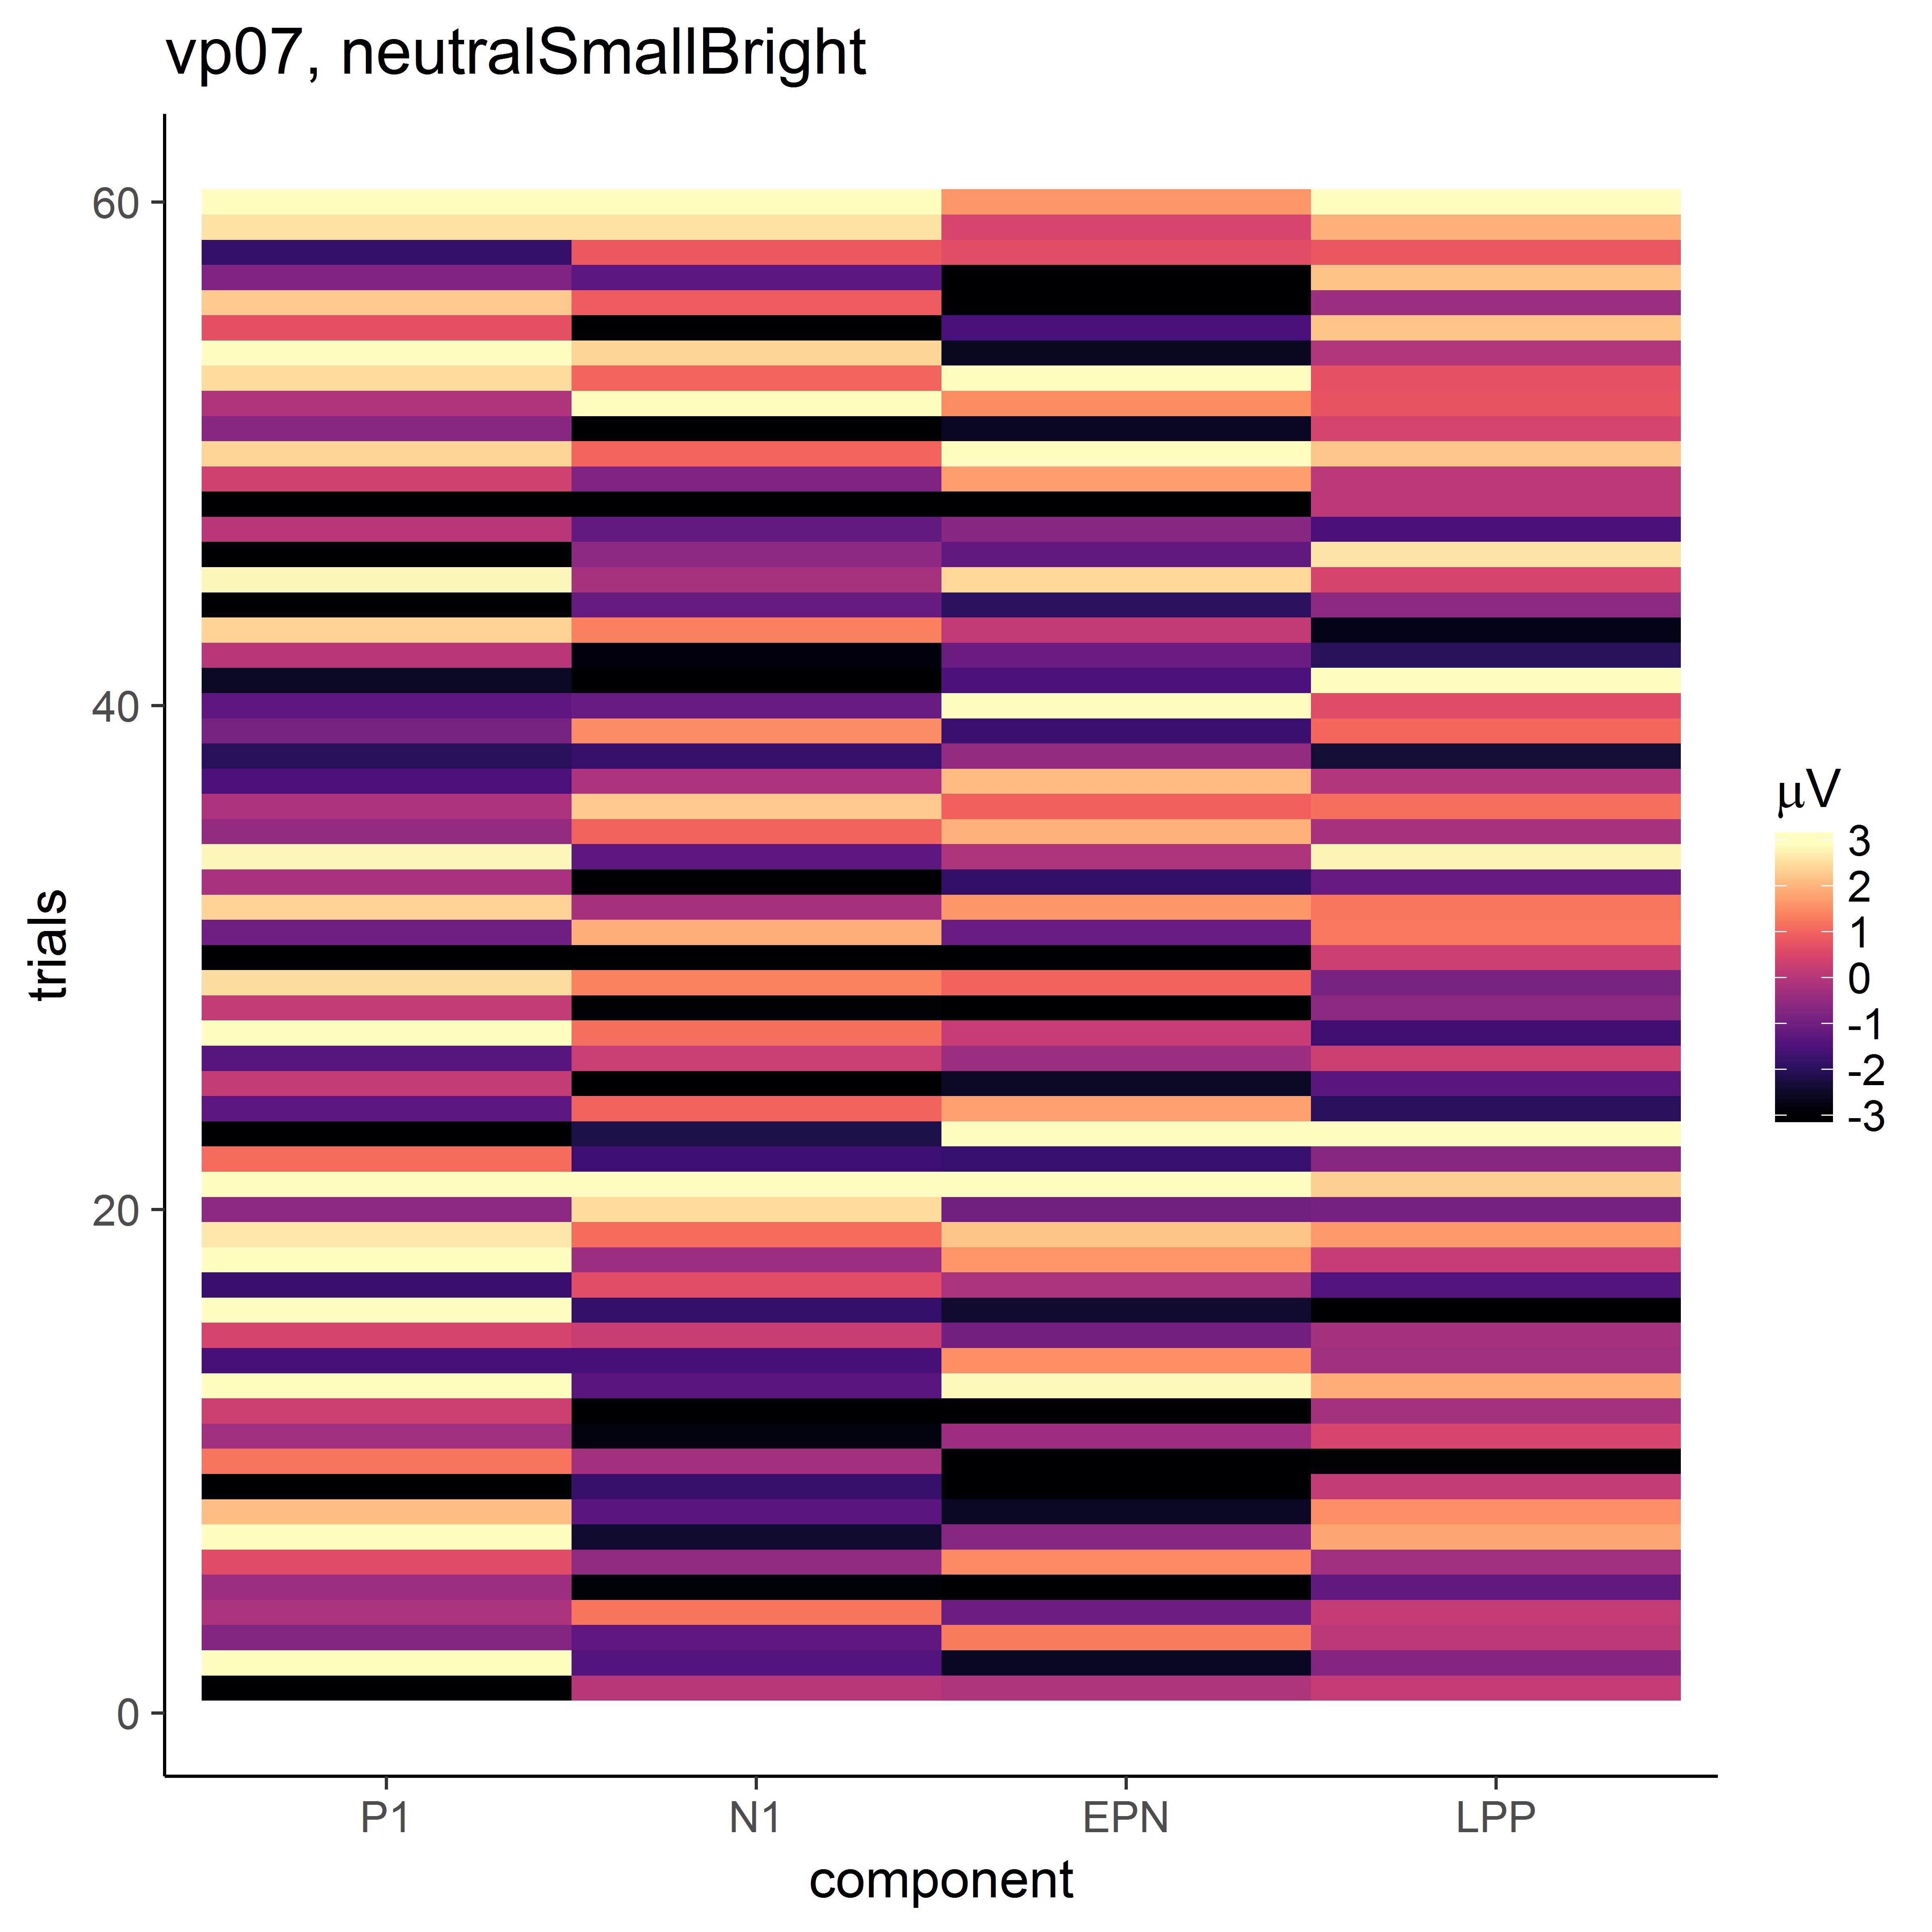 vp07, neutralSmallBright
60
40
20
0
trials
P1 N1 EPN LPP
component
μV
3
2
1
0
-1
-2
-3